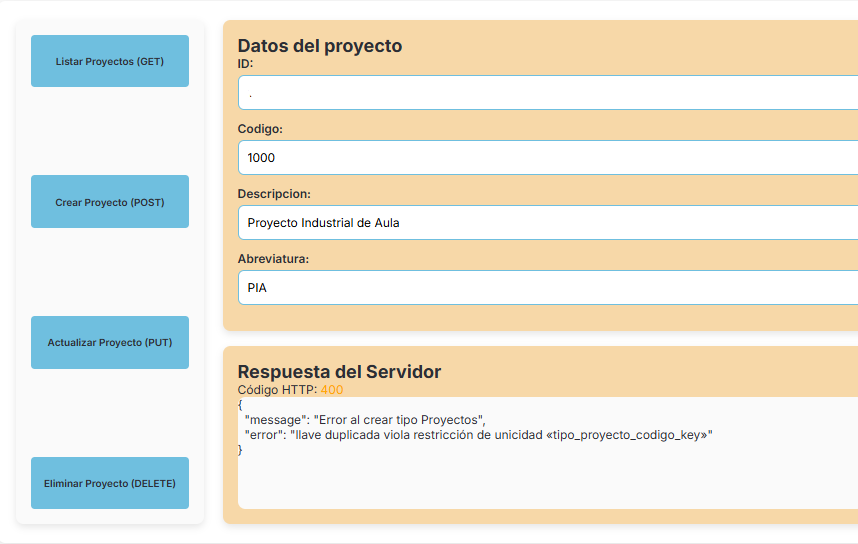 Listar Proyectos (GET)
Crear Proyecto (POST)
Actualizar Proyecto (PUT)
Eliminar Proyecto (DELETE)
Datos del proyecto
ID:
.
Codigo:
1000
Descripcion:
Proyecto Industrial de Aula
Abreviatura:
PIA
Respuesta del Servidor
Código HTTP: 400
{
"message": "Error al crear tipo Proyectos",
"error": "llave duplicada viola restricción de unicidad «tipo_proyecto_codigo_key»"
}